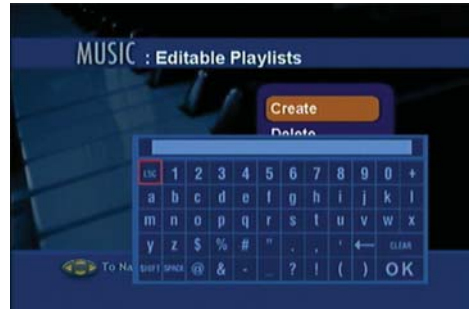 MUSIC : Editable Playlists
Create
Delete
ESC 1 2 3 4 5 6 7 8 9 0 +
a b c d e f g h i j k l
m n o p q r s t u v w x
y z $ % # " , . ' ← CLEAR
SHIFT SPACE @ & - _ ? ! ( ) OK
To Na